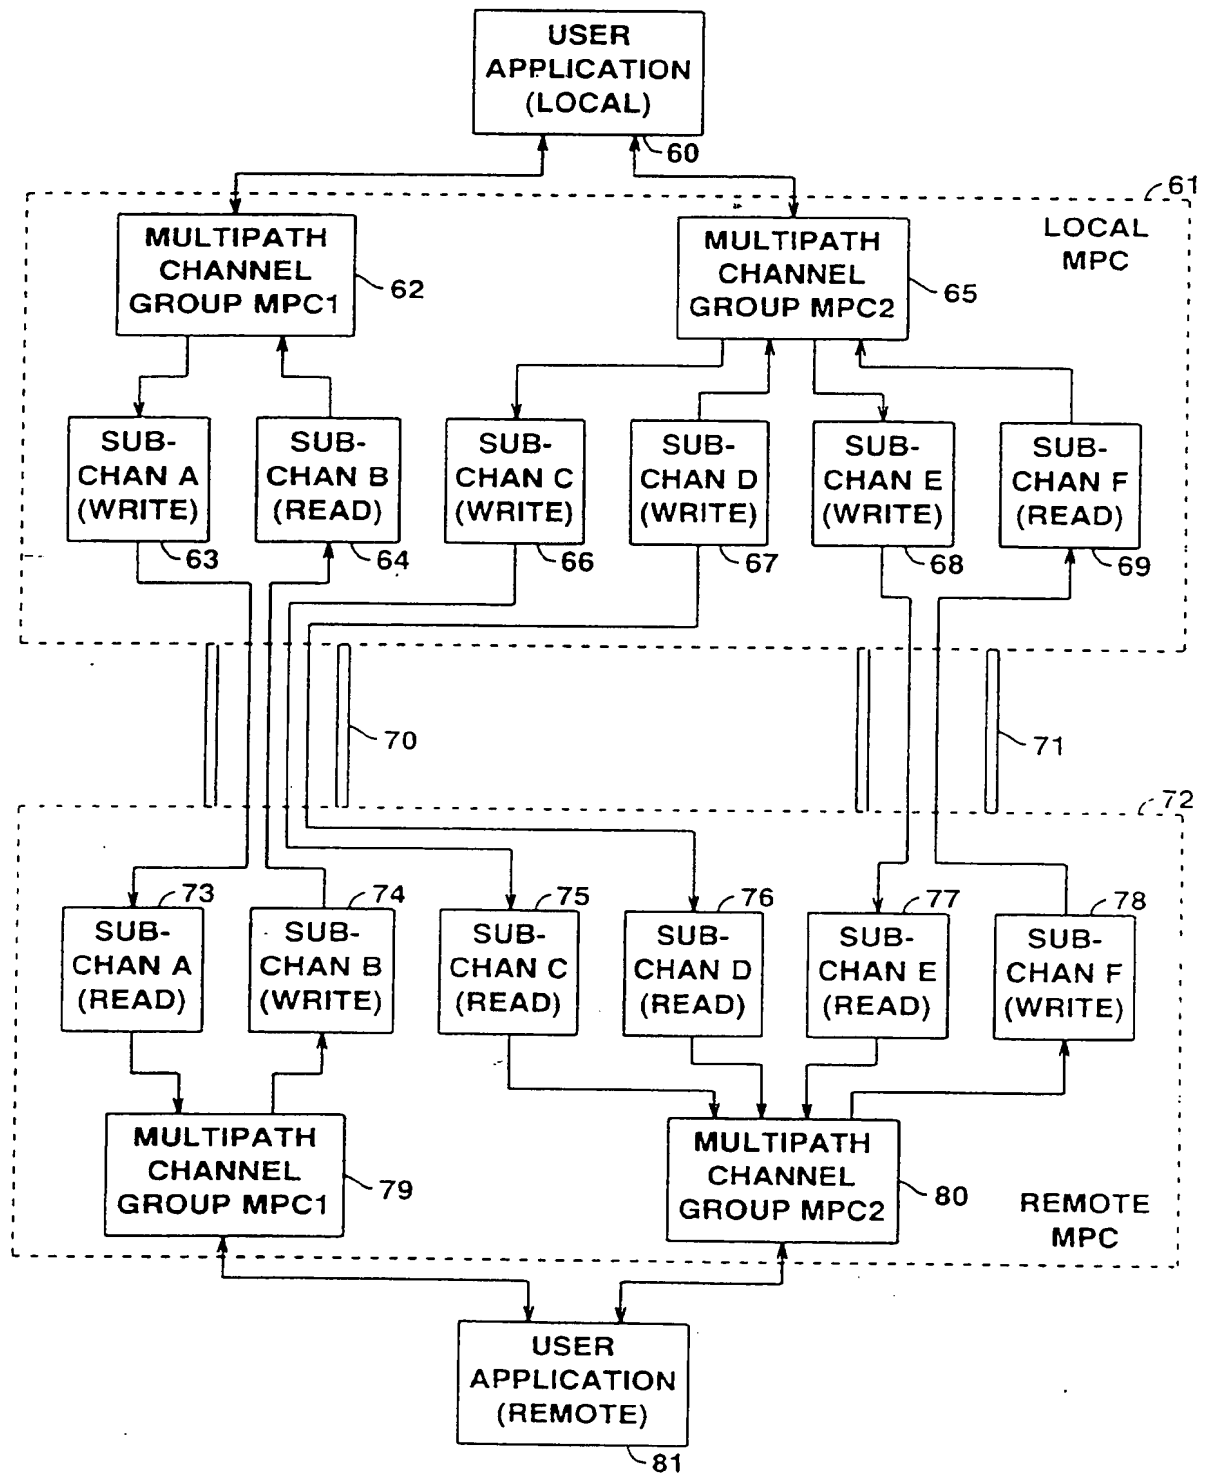 USER
APPLICATION
(LOCAL)
60
61
LOCAL
MPC
MULTIPATH
CHANNEL
GROUP MPC1
62
MULTIPATH
CHANNEL
GROUP MPC2
65
SUB-
CHAN A
(WRITE)
63
SUB-
CHAN B
(READ)
64
SUB-
CHAN C
(WRITE)
66
SUB-
CHAN D
(WRITE)
67
SUB-
CHAN E
(WRITE)
68
SUB-
CHAN F
(READ)
69
70
71
72
73
SUB-
CHAN A
(READ)
74
SUB-
CHAN B
(WRITE)
75
SUB-
CHAN C
(READ)
76
SUB-
CHAN D
(READ)
77
SUB-
CHAN E
(READ)
78
SUB-
CHAN F
(WRITE)
MULTIPATH
CHANNEL
GROUP MPC1
79
MULTIPATH
CHANNEL
GROUP MPC2
80
REMOTE
MPC
USER
APPLICATION
(REMOTE)
81